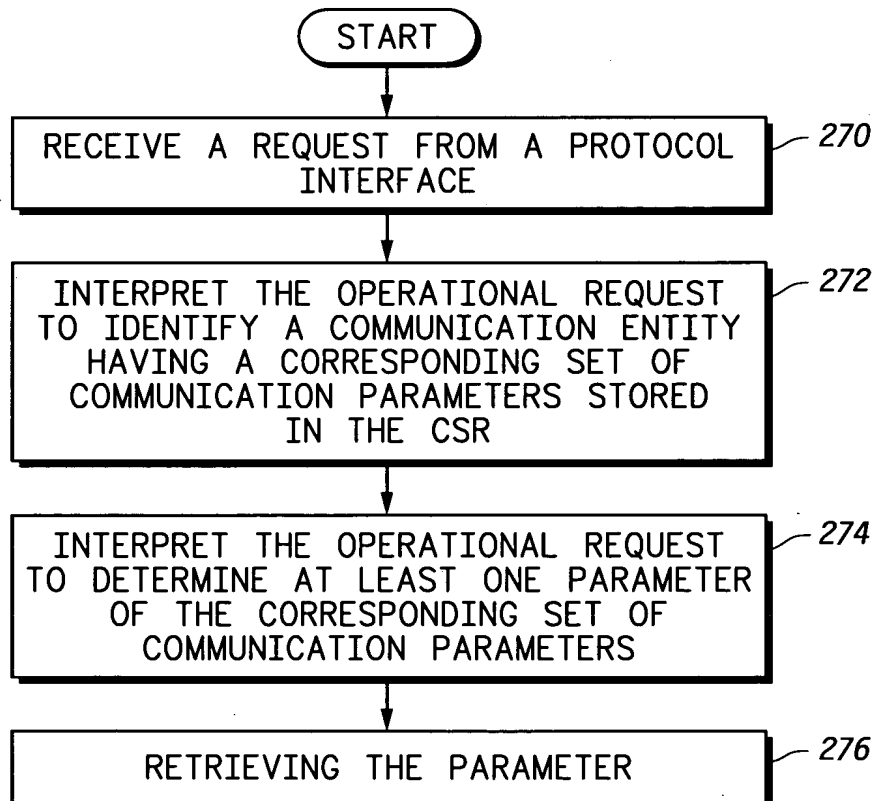 START
RECEIVE A REQUEST FROM A PROTOCOL
INTERFACE
270
INTERPRET THE OPERATIONAL REQUEST
TO IDENTIFY A COMMUNICATION ENTITY
HAVING A CORRESPONDING SET OF
COMMUNICATION PARAMETERS STORED
IN THE CSR
272
INTERPRET THE OPERATIONAL REQUEST
TO DETERMINE AT LEAST ONE PARAMETER
OF THE CORRESPONDING SET OF
COMMUNICATION PARAMETERS
274
RETRIEVING THE PARAMETER
276